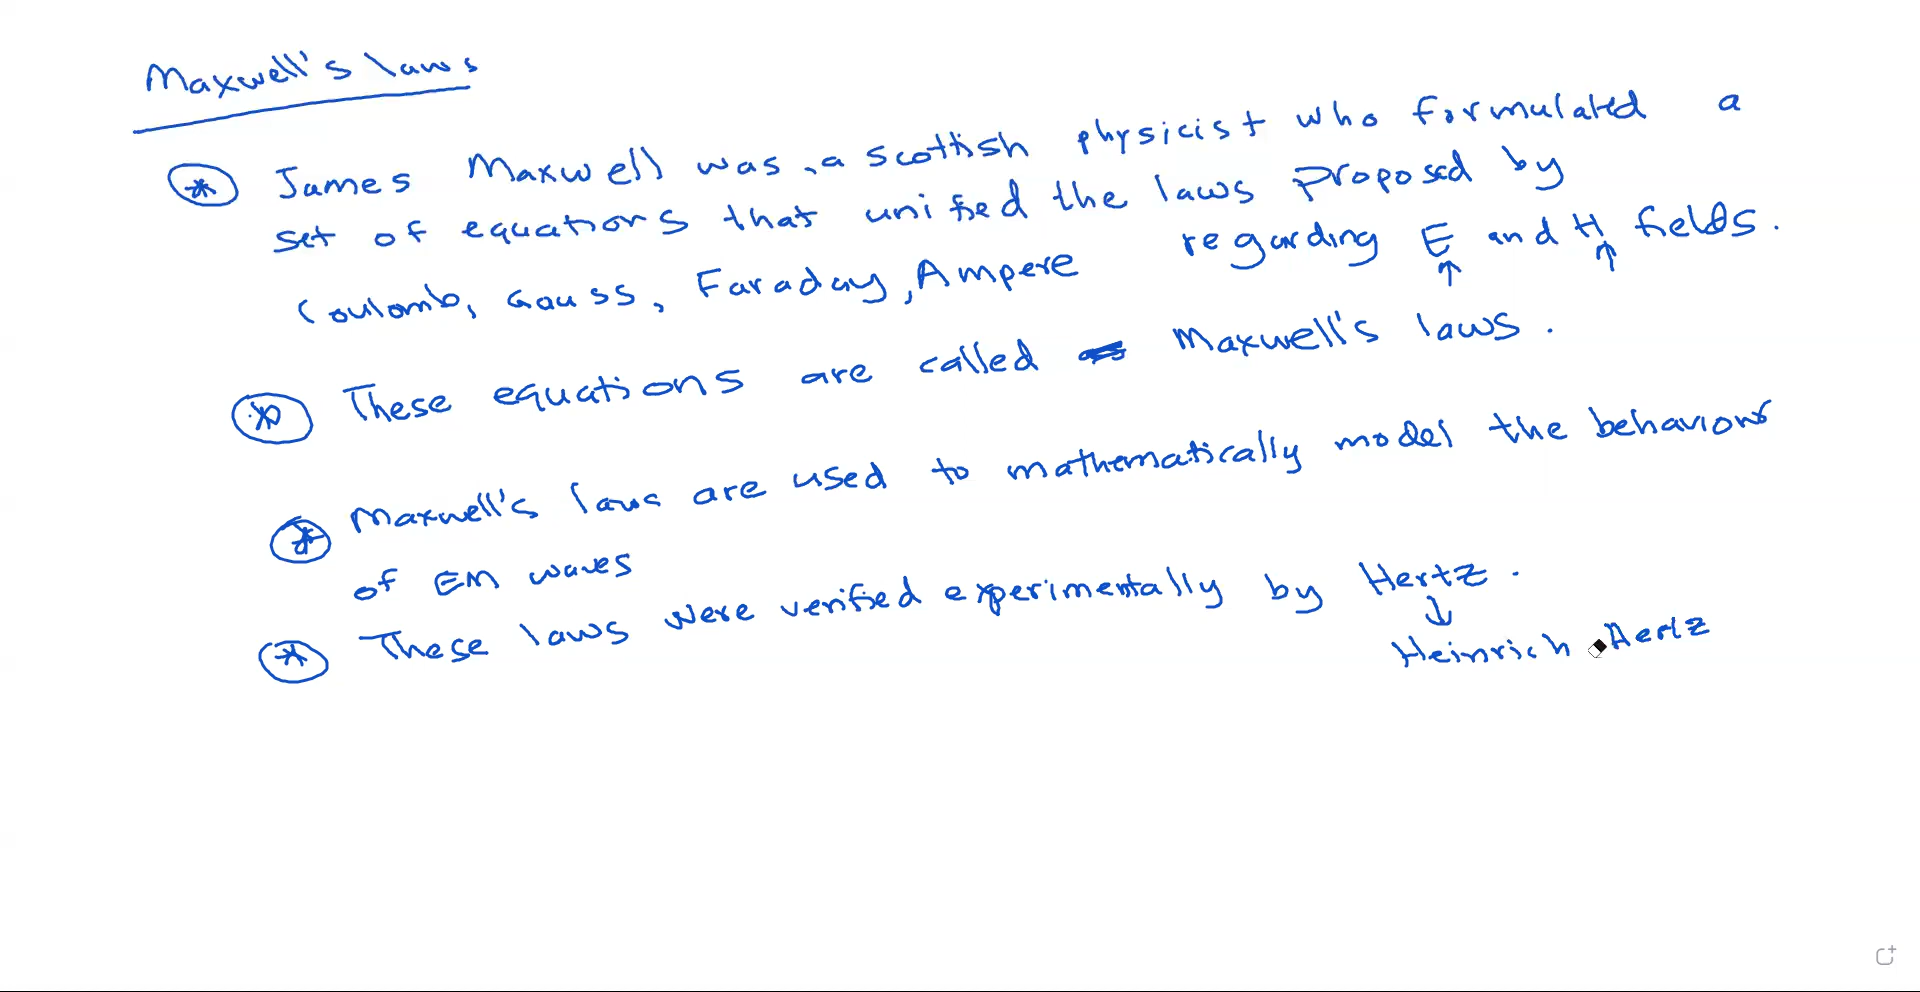 Maxwell's laws
* James Maxwell was a scottish physicist who formulated a
set of equations that unified the laws proposed by
Coulomb, Gauss, Faraday, Ampere regarding E and H fields.
* These equations are called Maxwell's laws.
* Maxwell's laws are used to mathematically model the behaviour
of EM waves
* These laws were verified experimentally by Hertz.
Heinrich Hertz